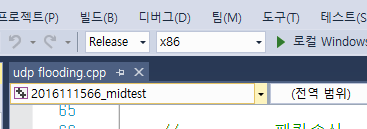 프로젝트(P) 빌드(B) 디버그(D) 팀(M) 도구(T) 테스트(S)
Release x86 로컬 Windows
udp flooding.cpp
2016111566_midtest (전역 범위)
65
66 //